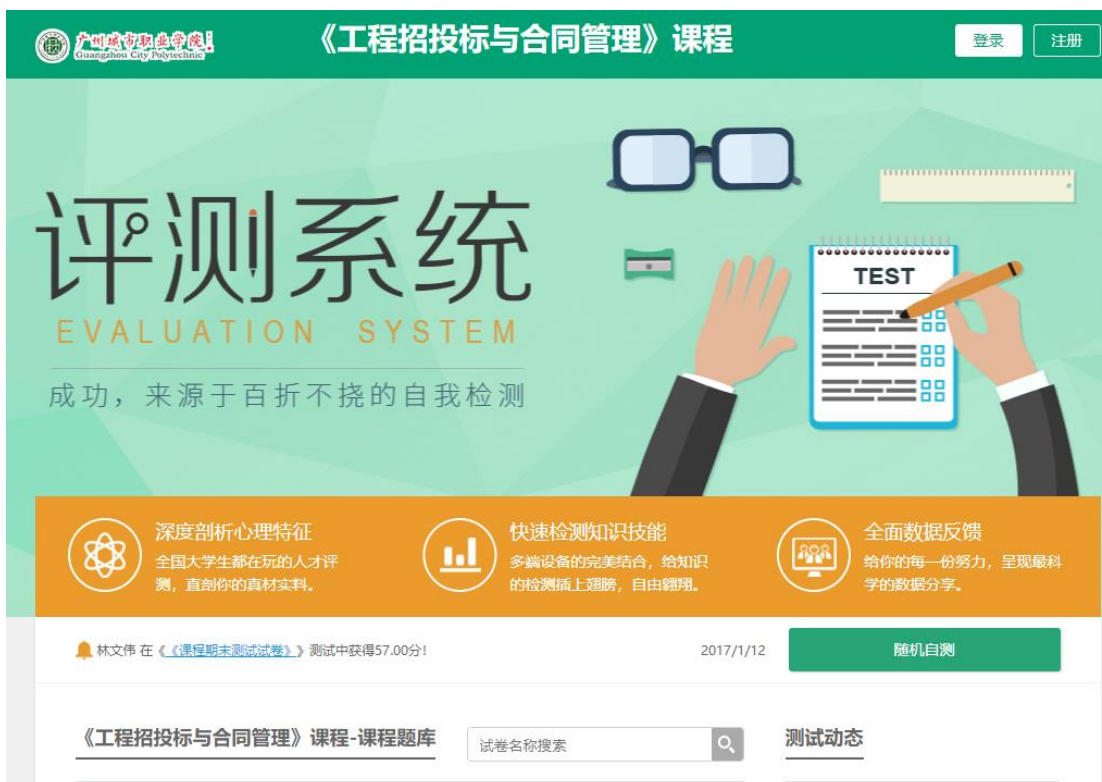 广州城市职业学院
Guangzhou City Polytechnic
《工程招投标与合同管理》课程
登录
注册
评测系统
EVALUATION SYSTEM
成功，来源于百折不挠的自我检测
TEST
深度剖析心理特征
全国大学生都在玩的人才评
测，直剖你的真材实料。
快速检测知识技能
多端设备的完美结合，给知识
的检测插上翅膀，自由翱翔。
全面数据反馈
给你的每一份努力，呈现最科
学的数据分享。
林文伟 在《《课程期末测试试卷》》测试中获得57.00分!
2017/1/12
随机自测
《工程招投标与合同管理》课程-课程题库
试卷名称搜索
测试动态